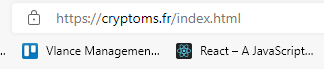 https://cryptoms.fr/index.html
Vlance Managemen... React – A JavaScript...